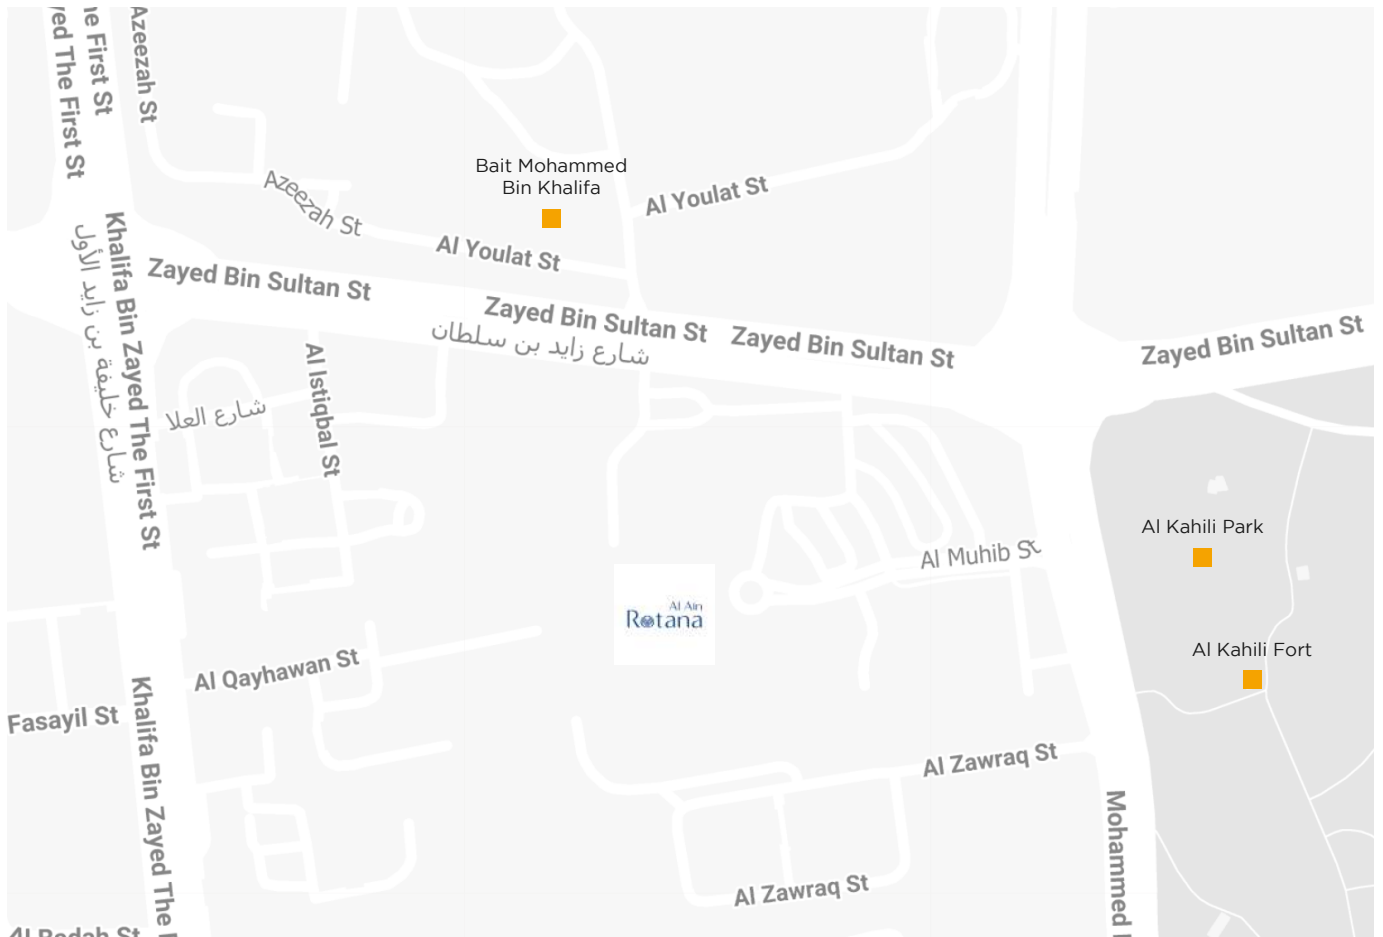 yed The First St
he First St
Azeezah St
Bait Mohammed
Bin Khalifa
Azeezah St
Al Youlat St
Al Youlat St
Khalifa Bin Zayed The First St
شارع خليفة بن زايد الأول
Zayed Bin Sultan St
Zayed Bin Sultan St
شارع زايد بن سلطان
Zayed Bin Sultan St
Zayed Bin Sultan St
Al Istiqbal St
شارع العلا
Al Kahili Park
Al Muhib St
Al Ain
Rotana
Al Kahili Fort
Al Qayhawan St
Fasayil St
Khalifa Bin Zayed The
Al Zawraq St
Mohammed
Al Zawraq St